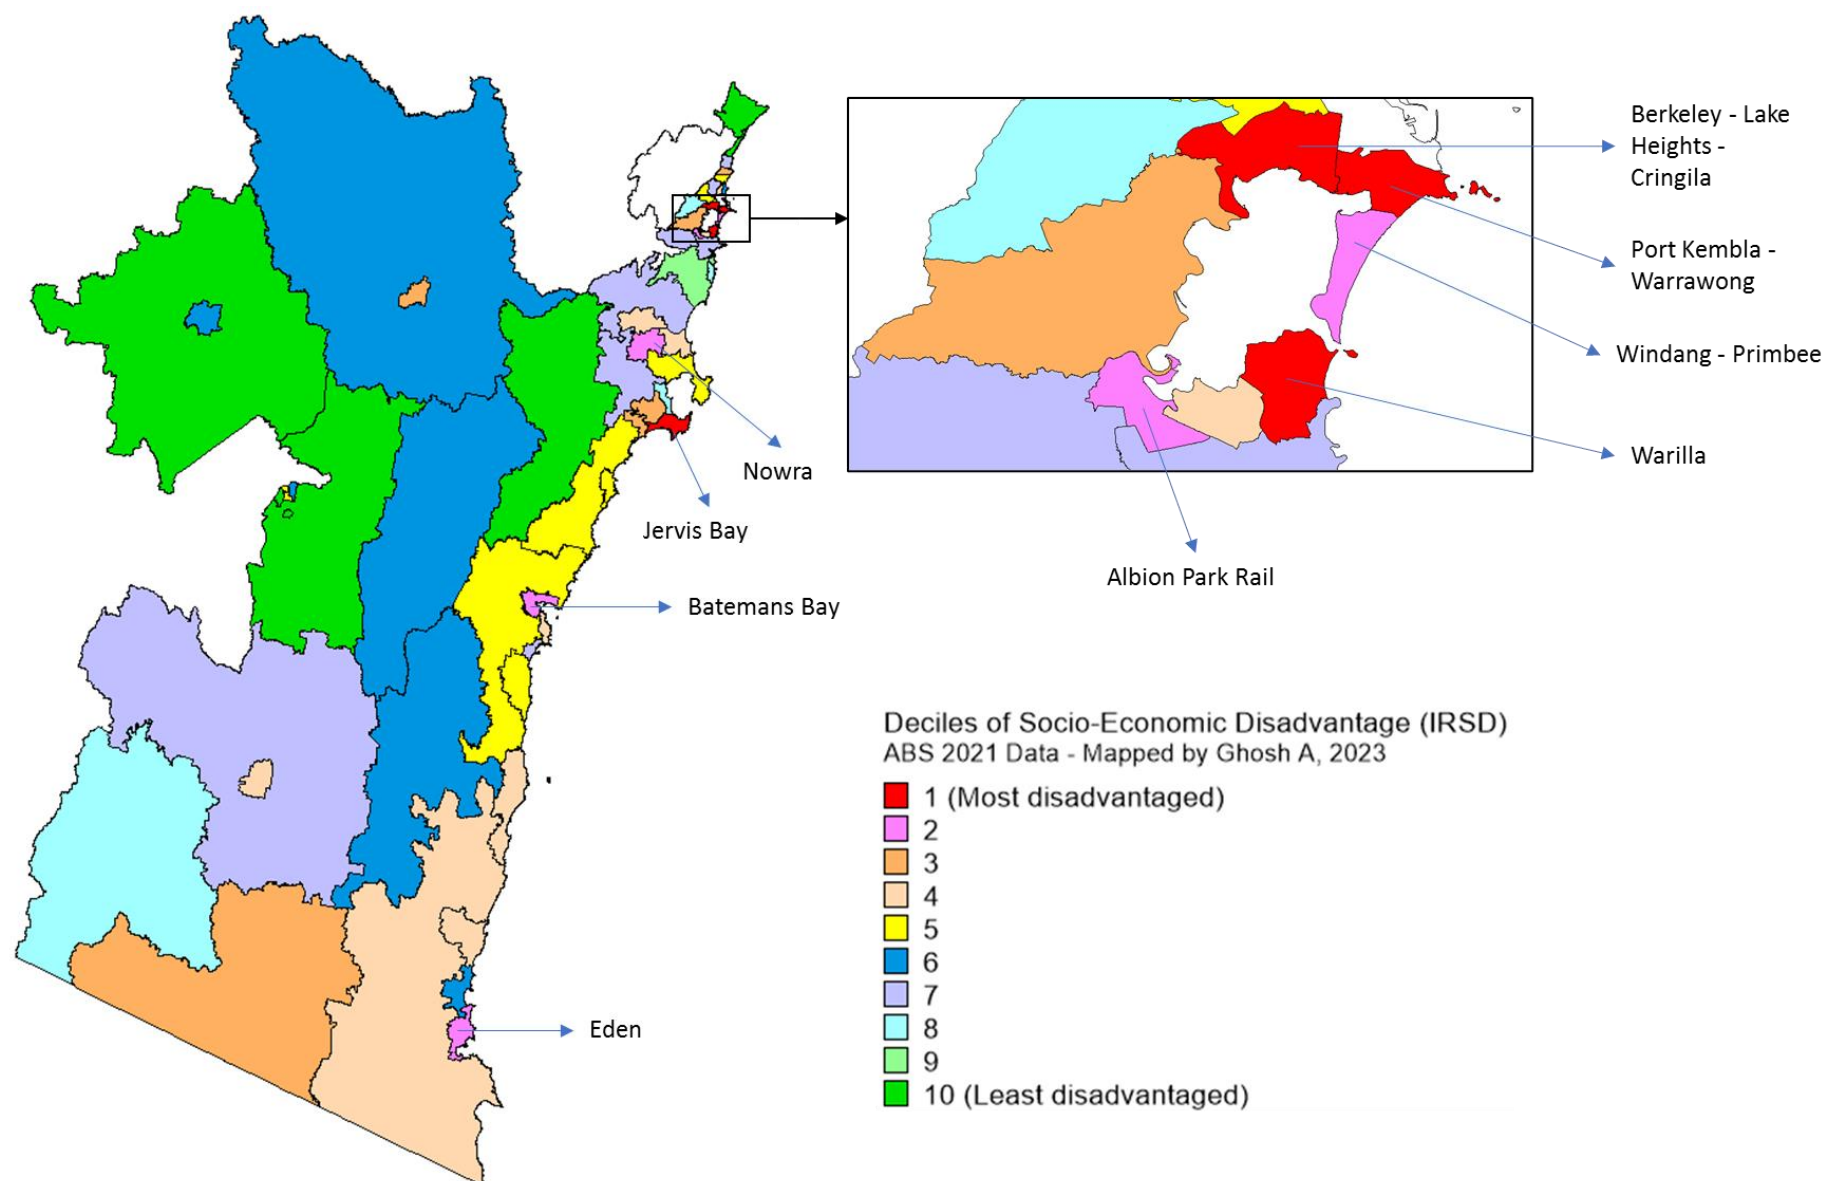 Berkeley - Lake
Heights -
Cringila
Port Kembla -
Warrawong
Windang - Primbee
Warilla
Albion Park Rail
Nowra
Jervis Bay
Batemans Bay
Eden
Deciles of Socio-Economic Disadvantage (IRSD)
ABS 2021 Data - Mapped by Ghosh A, 2023
1 (Most disadvantaged)
2
3
4
5
6
7
8
9
10 (Least disadvantaged)